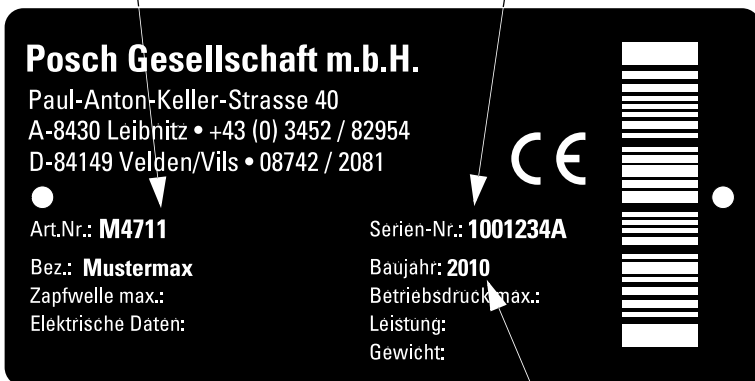 Posch Gesellschaft m.b.H.
Paul-Anton-Keller-Strasse 40
A-8430 Leibnitz • +43 (0) 3452 / 82954
D-84149 Velden/Vils • 08742 / 2081
CE
Art.Nr.: M4711
Serien-Nr.: 1001234A
Bez.: Mustermax
Baujahr: 2010
Zapfwelle max.:
Betriebsdruck max.:
Elektrische Daten:
Leistung:
Gewicht: